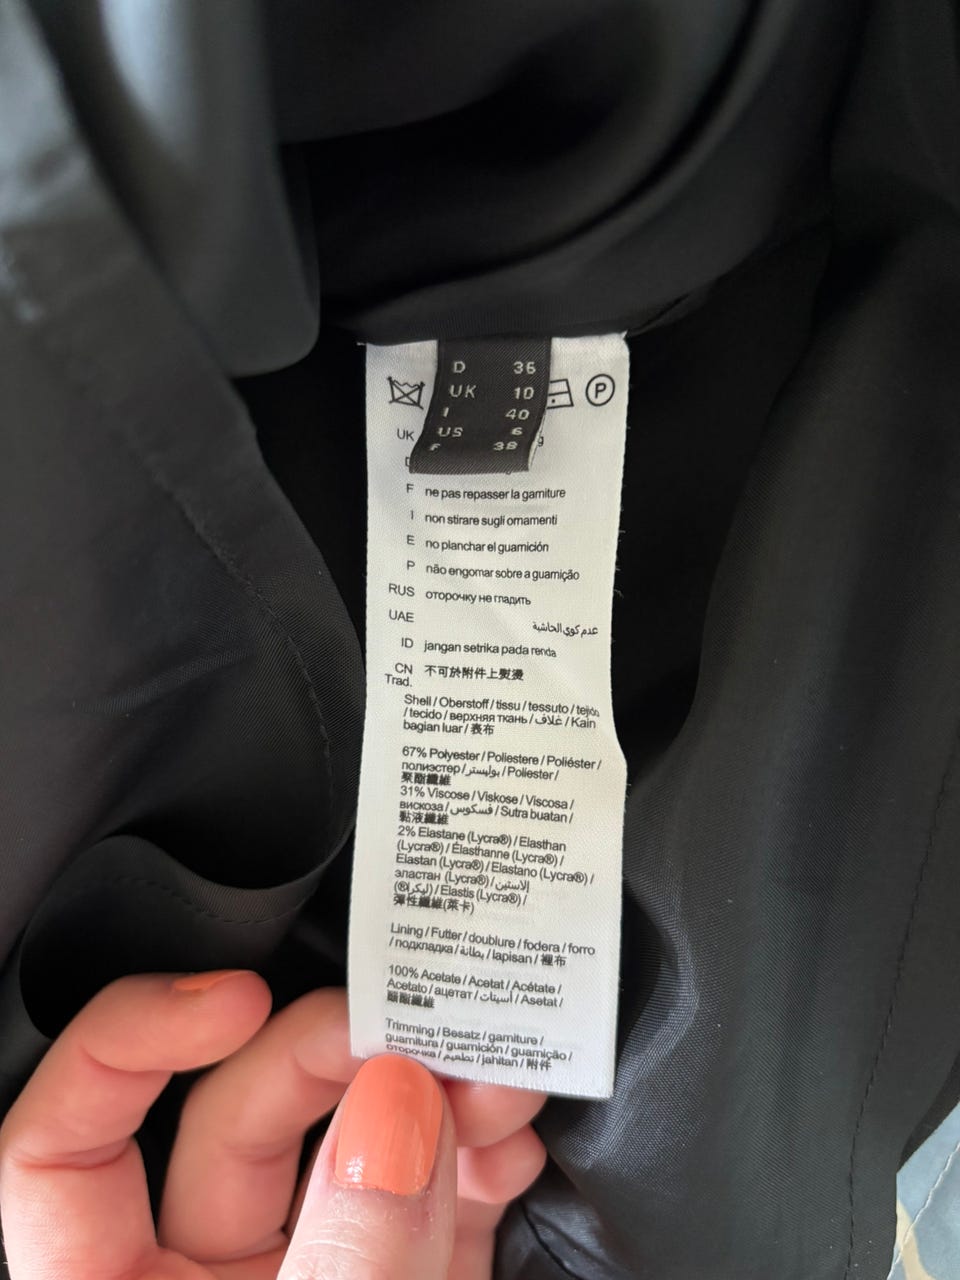 D 36
UK 10
I 40
US 6
F 38
P
UK
F ne pas repasser la garniture
I non stirare sugli ornamenti
E no planchar el guarnición
P não engomar sobre a guarnição
RUS оторочку не гладить
UAE عدم كوي الحاشية
ID jangan setrika pada renda
CN Trad. 不可於附件上熨燙
Shell / Oberstoff / tissu / tessuto / tejido
/ tecido / верхняя ткань / غلاف / Kain
bagian luar / 表布
67% Polyester / Poliestere / Poliéster /
полиэстер / بوليستر / Poliester /
聚酯纖維
31% Viscose / Viskose / Viscosa /
вискоза / فسكوس / Sutra buatan /
黏液纖維
2% Elastane (Lycra®) / Elasthan
(Lycra®) / Élasthanne (Lycra®) /
Elastan (Lycra®) / Elastano (Lycra®) /
эластан (Lycra®) / الاستين
(ليكرا®) / Elastis (Lycra®) /
彈性纖維(萊卡)
Lining / Futter / doublure / fodera / forro
/ подкладка / بطانة / lapisan / 裡布
100% Acetate / Acetat / Acétate /
Acetato / ацетат / أسيتات / Asetat /
醋酯纖維
Trimming / Besatz / garniture /
guarnitura / guarnición / guarnição /
оторочка / تطعيم / jahitan / 附件